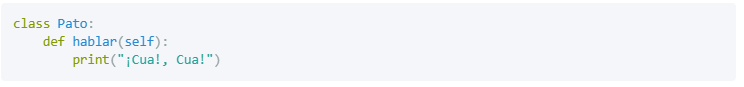 class Pato:
    def hablar(self):
        print("¡Cua!, Cua!")